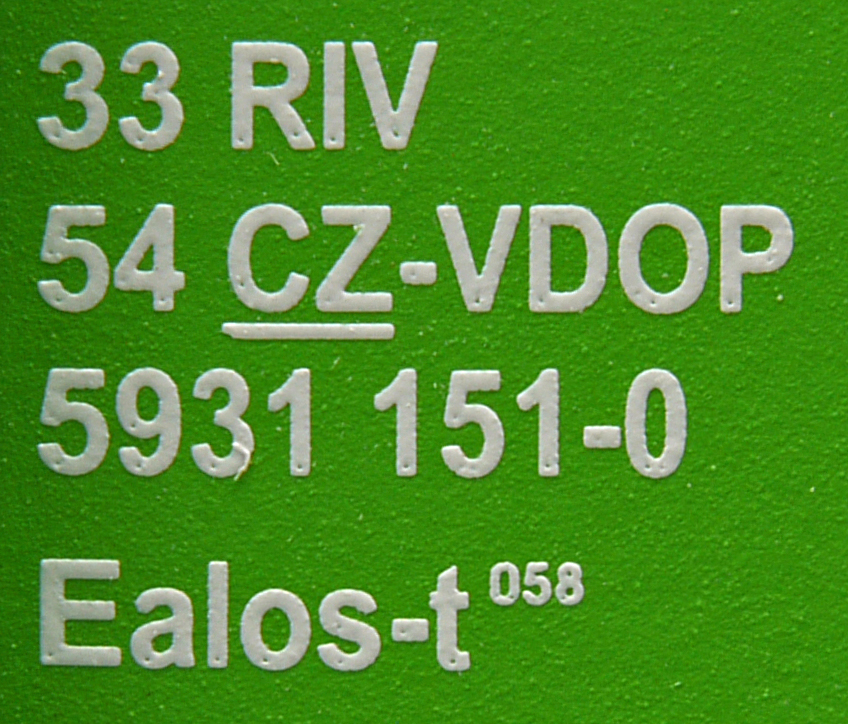 33 RIV
54 CZ-VDOP
5931 151-0
Ealos-t 058